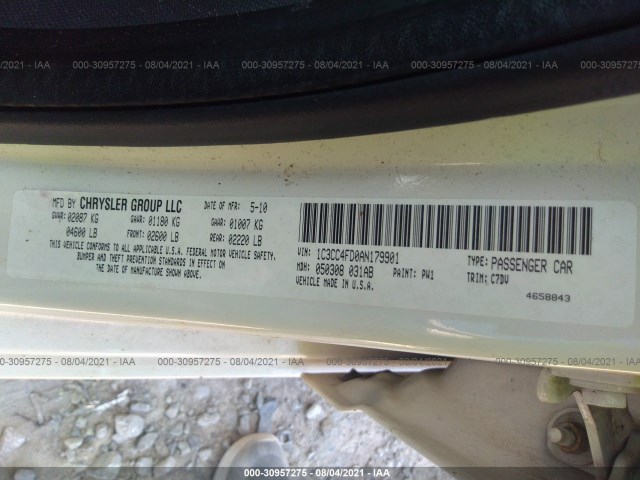 000-30957275 - 08/04/2021 - IAA
MFD BY CHRYSLER GROUP LLC DATE OF MFR: 5-10
GVWR: 02087 KG GAWR: 01180 KG GAWR: 01007 KG
04600 LB FRONT: 02600 LB REAR: 02220 LB
THIS VEHICLE CONFORMS TO ALL APPLICABLE U.S.A. FEDERAL MOTOR VEHICLE SAFETY,
BUMPER AND THEFT PREVENTION STANDARDS IN EFFECT ON
THE DATE OF MANUFACTURE SHOWN ABOVE.
VIN: 1C3CC4FD0AN179901 TYPE: PASSENGER CAR
MDH: 050308 031AB PAINT: PW1 TRIM: C7DV
VEHICLE MADE IN U.S.A.
4658843
000-30957275 - 08/04/2021 - IAA
000-30957275 - 08/04/2021 - IAA